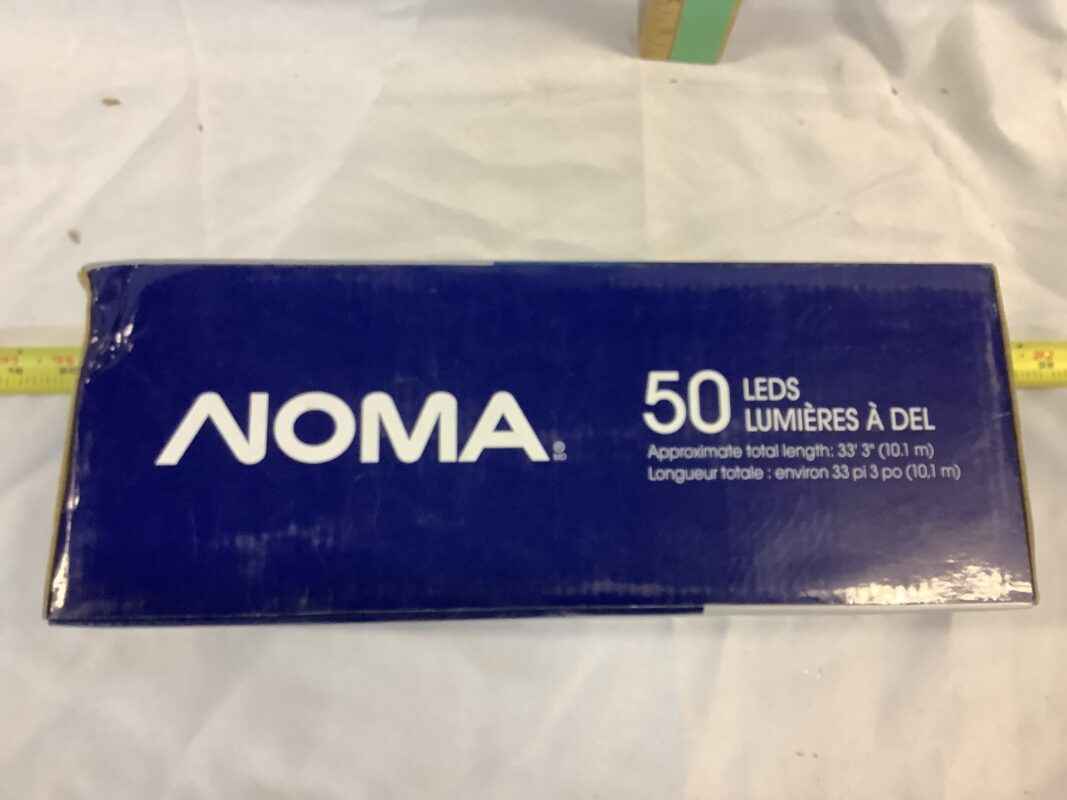 NOMA
50 LEDS
LUMIÈRES À DEL
Approximate total length: 33' 3" (10.1 m)
Longueur totale : environ 33 pi 3 po (10,1 m)